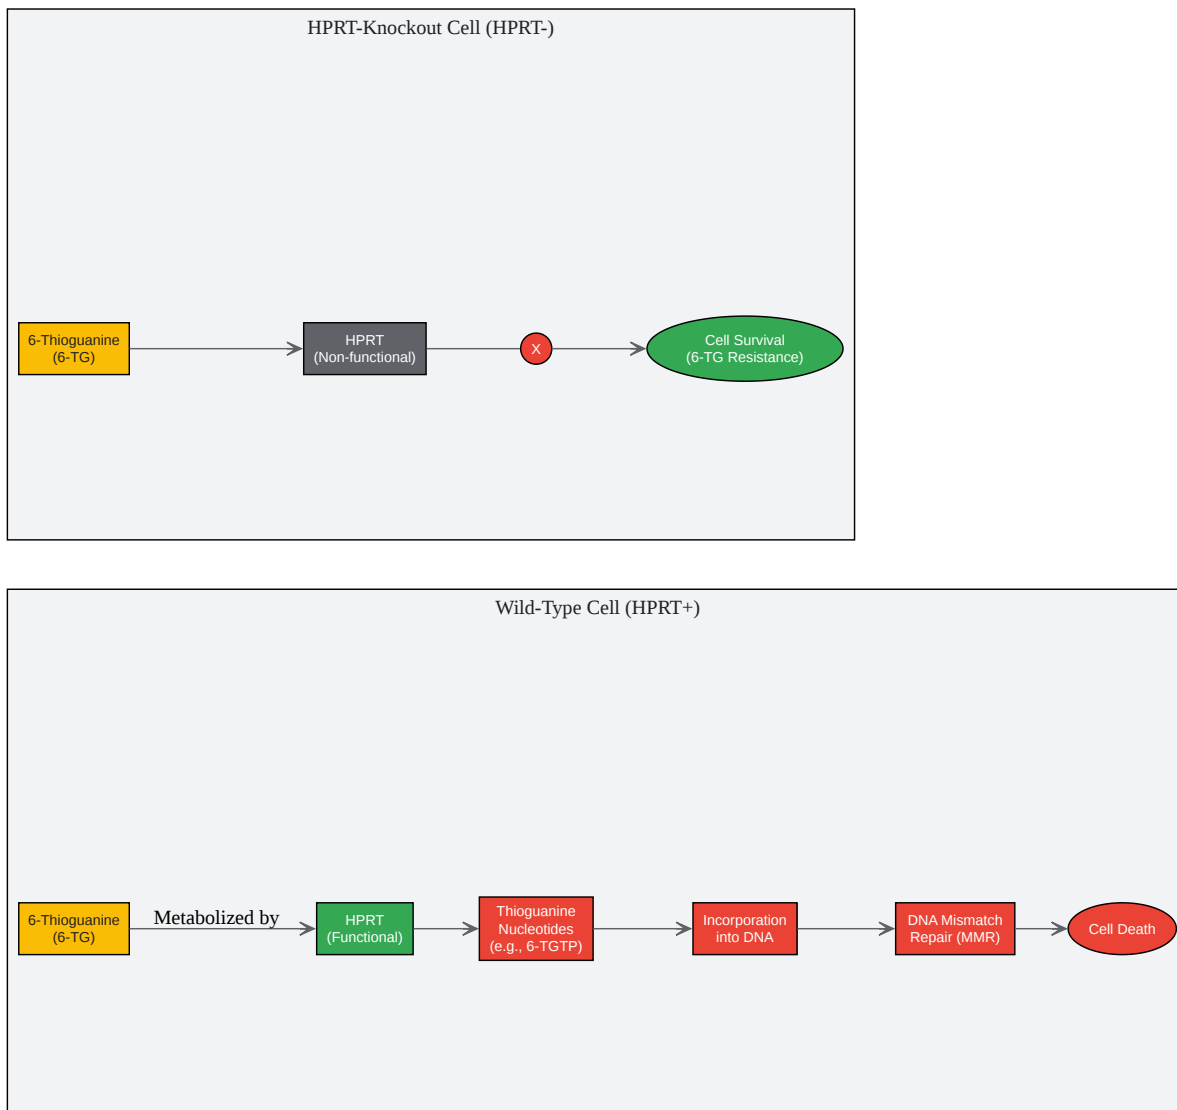 HPRT-Knockout Cell (HPRT-)
6-Thioguanine
(6-TG)
HPRT
(Non-functional)
X
Cell Survival
(6-TG Resistance)
Wild-Type Cell (HPRT+)
6-Thioguanine
(6-TG)
Metabolized by
HPRT
(Functional)
Thioguanine
Nucleotides
(e.g., 6-TGTP)
Incorporation
into DNA
DNA Mismatch
Repair (MMR)
Cell Death